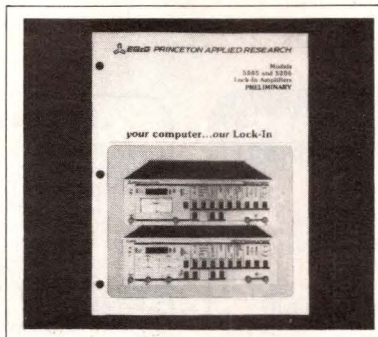 EG&G PRINCETON APPLIED RESEARCH
Models
5205 and 5206
Lock-In Amplifiers
PRELIMINARY
your computer...our Lock-In